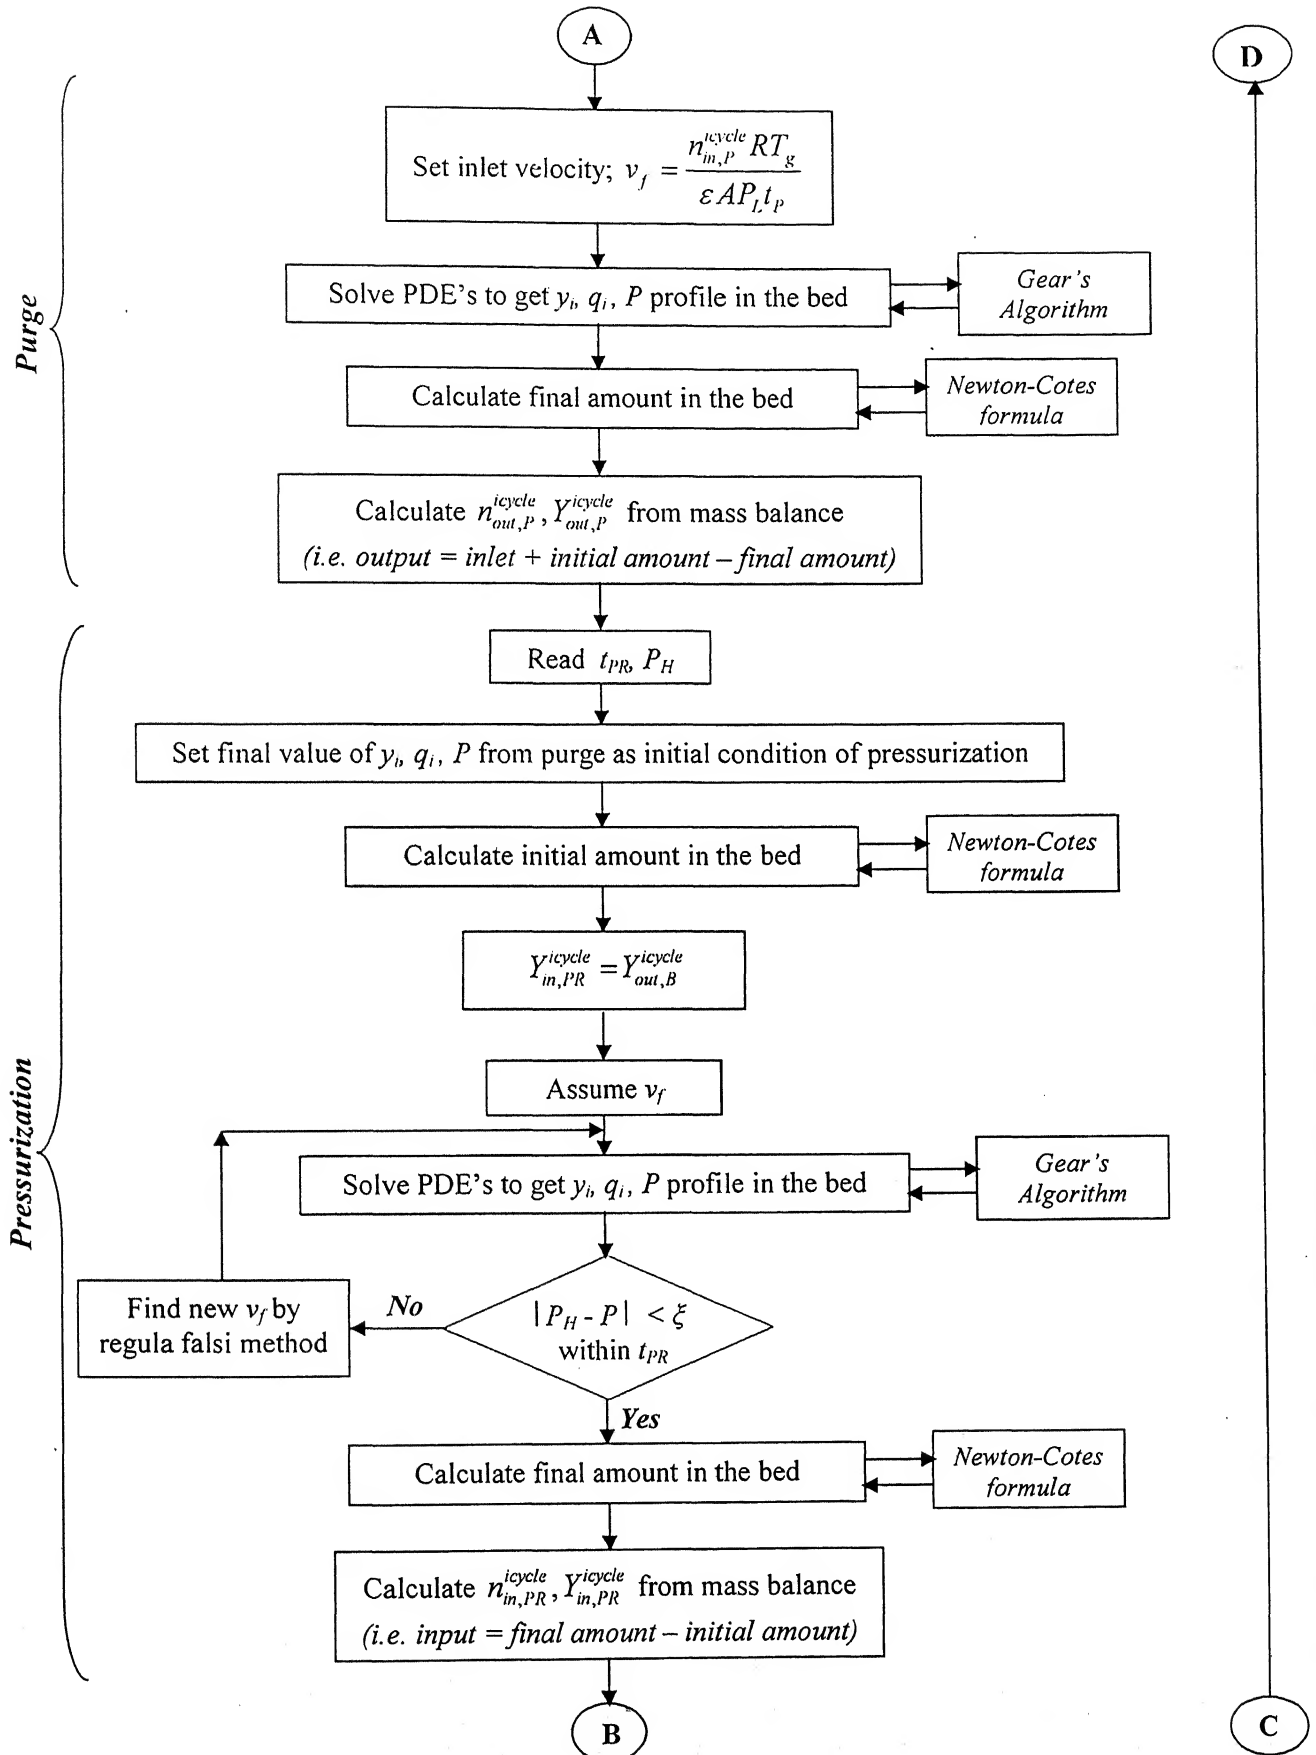 A
D
Purge
Set inlet velocity; v_f = n_{in,P}^{icycle} RT_g / εAP_L t_P
Solve PDE's to get y_i, q_i, P profile in the bed
Gear's
Algorithm
Calculate final amount in the bed
Newton-Cotes
formula
Calculate n_{out,P}^{icycle}, Y_{out,P}^{icycle} from mass balance
(i.e. output = inlet + initial amount – final amount)
Pressurization
Read t_{PR}, P_H
Set final value of y_i, q_i, P from purge as initial condition of pressurization
Calculate initial amount in the bed
Newton-Cotes
formula
Y_{in,PR}^{icycle} = Y_{out,B}^{icycle}
Assume v_f
Solve PDE's to get y_i, q_i, P profile in the bed
Gear's
Algorithm
Find new v_f by
regula falsi method
No
| P_H - P | < ξ
within t_{PR}
Yes
Calculate final amount in the bed
Newton-Cotes
formula
Calculate n_{in,PR}^{icycle}, Y_{in,PR}^{icycle} from mass balance
(i.e. input = final amount – initial amount)
B
C